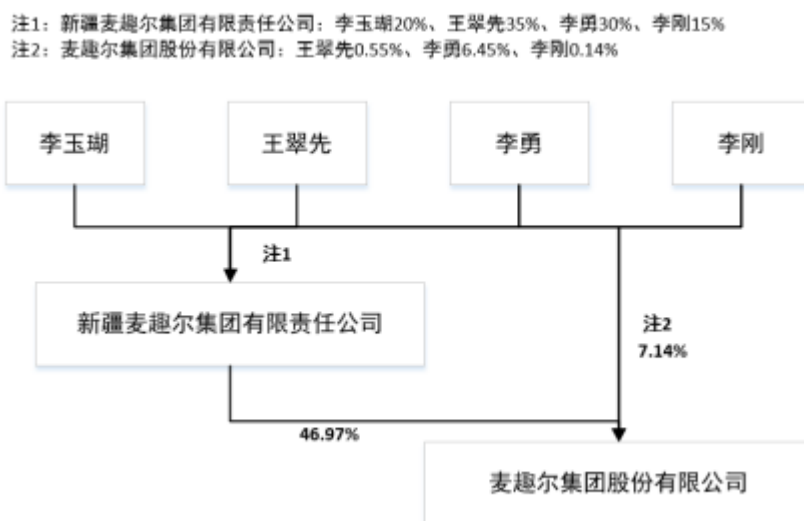 注1：新疆麦趣尔集团有限责任公司：李玉瑚20%、王翠先35%、李勇30%、李刚15%
注2：麦趣尔集团股份有限公司：王翠先0.55%、李勇6.45%、李刚0.14%
李玉瑚
王翠先
李勇
李刚
注1
新疆麦趣尔集团有限责任公司
注2
7.14%
46.97%
麦趣尔集团股份有限公司